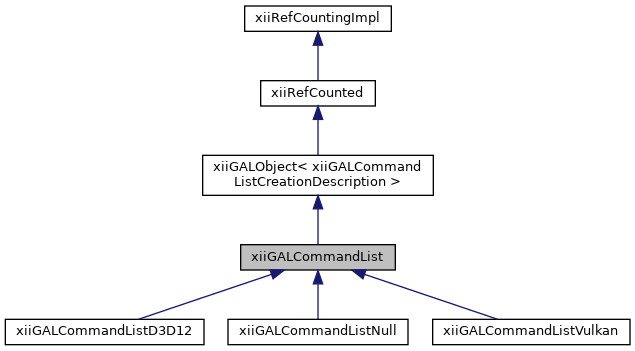 xiiRefCountingImpl
xiiRefCounted
xiiGALObject< xiiGALCommand
ListCreationDescription >
xiiGALCommandList
xiiGALCommandListD3D12
xiiGALCommandListNull
xiiGALCommandListVulkan